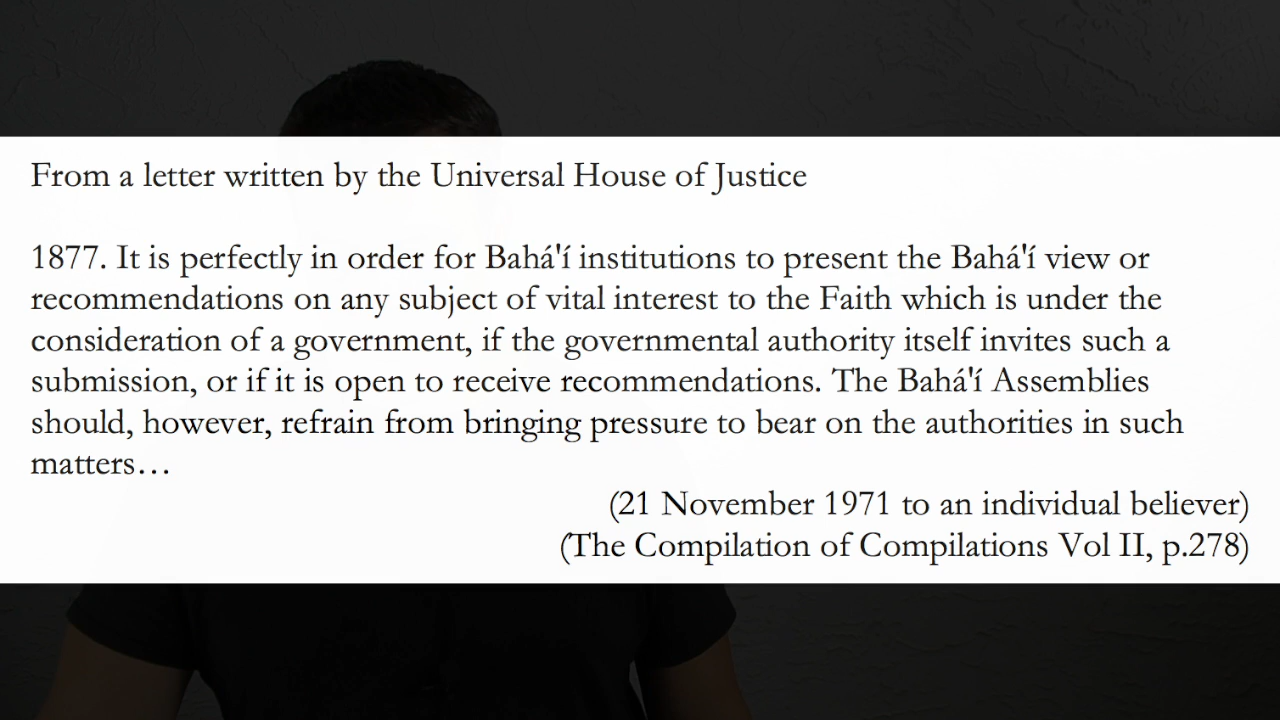 From a letter written by the Universal House of Justice
1877. It is perfectly in order for Bahá'í institutions to present the Bahá'í view or
recommendations on any subject of vital interest to the Faith which is under the
consideration of a government, if the governmental authority itself invites such a
submission, or if it is open to receive recommendations. The Bahá'í Assemblies
should, however, refrain from bringing pressure to bear on the authorities in such
matters…
(21 November 1971 to an individual believer)
(The Compilation of Compilations Vol II, p.278)